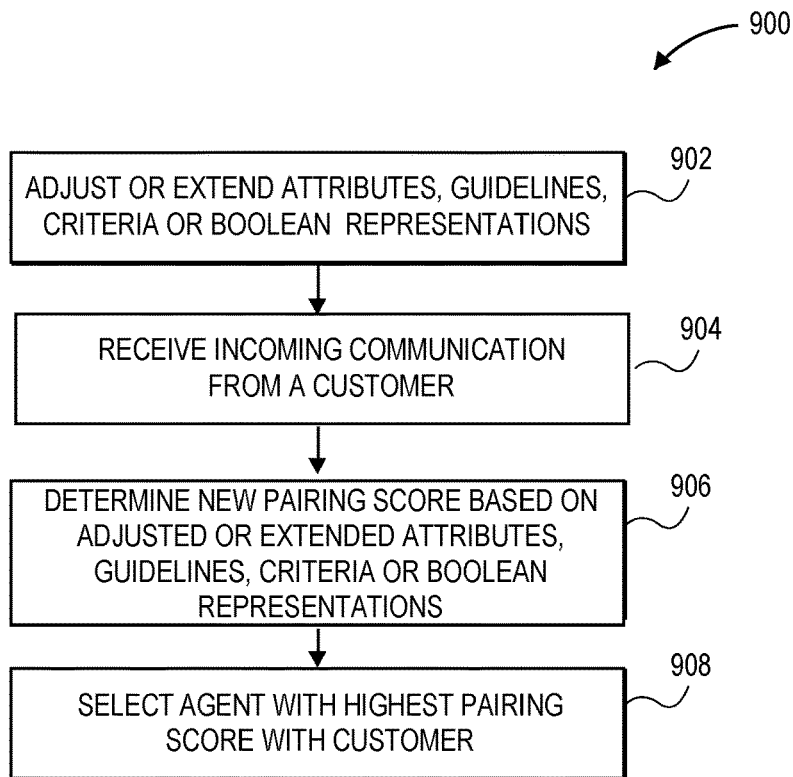 900
ADJUST OR EXTEND ATTRIBUTES, GUIDELINES,
CRITERIA OR BOOLEAN REPRESENTATIONS
902
RECEIVE INCOMING COMMUNICATION
FROM A CUSTOMER
904
DETERMINE NEW PAIRING SCORE BASED ON
ADJUSTED OR EXTENDED ATTRIBUTES,
GUIDELINES, CRITERIA OR BOOLEAN
REPRESENTATIONS
906
SELECT AGENT WITH HIGHEST PAIRING
SCORE WITH CUSTOMER
908